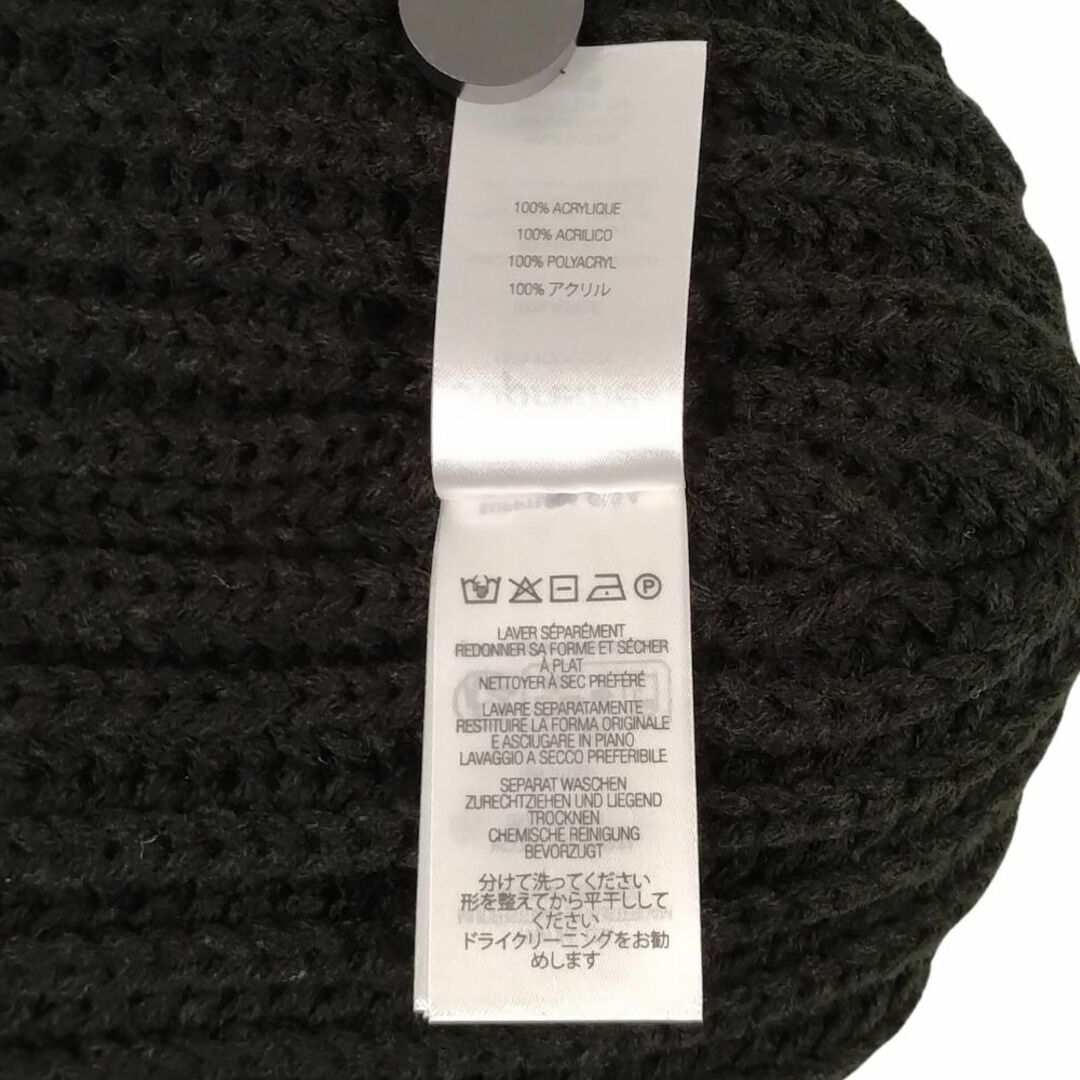 100% ACRYLIQUE
100% ACRILICO
100% POLYACRYL
100% アクリル
P
LAVER SÉPARÉMENT
REDONNER SA FORME ET SÉCHER
À PLAT
NETTOYER À SEC PRÉFÉRÉ
LAVARE SEPARATAMENTE
RESTITUIRE LA FORMA ORIGINALE
E ASCIUGARE IN PIANO
LAVAGGIO A SECCO PREFERIBILE
SEPARAT WASCHEN
ZURECHTZIEHEN UND LIEGEND
TROCKNEN
CHEMISCHE REINIGUNG
BEVORZUGT
分けて洗ってください
形を整えてから平干しして
ください
ドライクリーニングをお勧
めします